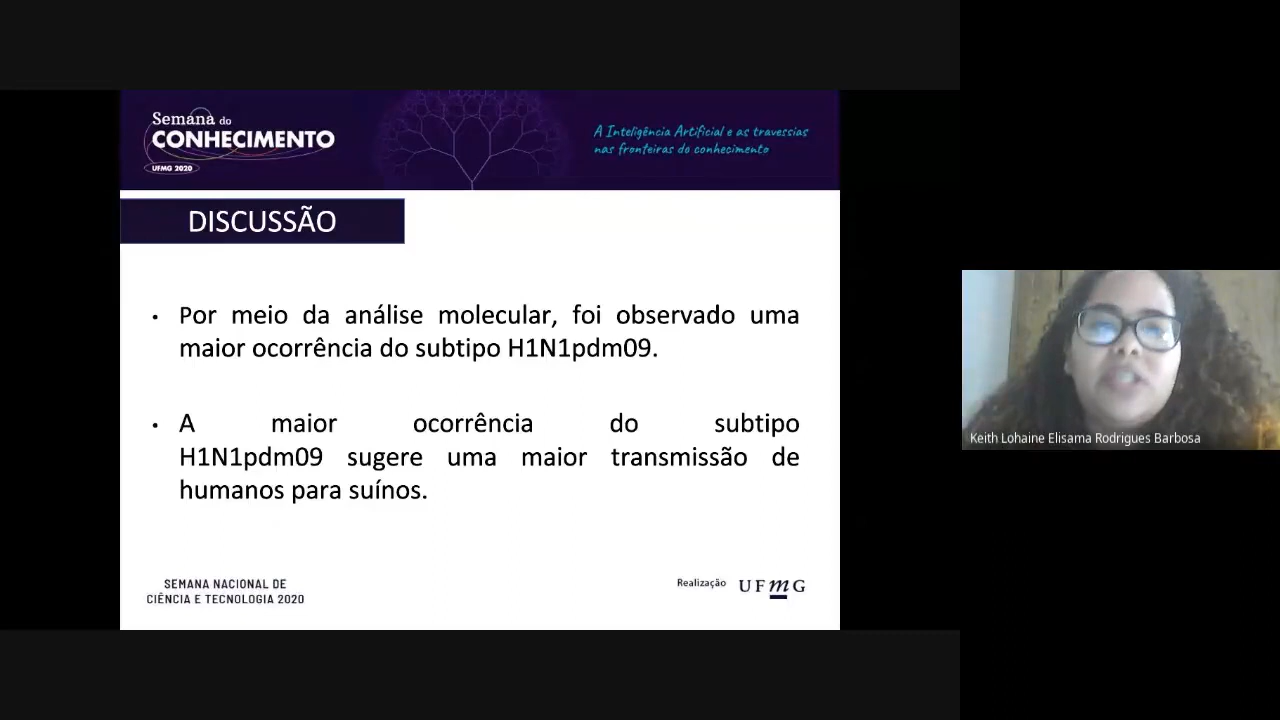 Semana do
CONHECIMENTO
UFMG 2020
A Inteligência Artificial e as travessias
nas fronteiras do conhecimento
DISCUSSÃO
• Por meio da análise molecular, foi observado uma
maior ocorrência do subtipo H1N1pdm09.
• A maior ocorrência do subtipo
H1N1pdm09 sugere uma maior transmissão de
humanos para suínos.
Keith Lohaine Elisama Rodrigues Barbosa
SEMANA NACIONAL DE
CIÊNCIA E TECNOLOGIA 2020
Realização UFMG